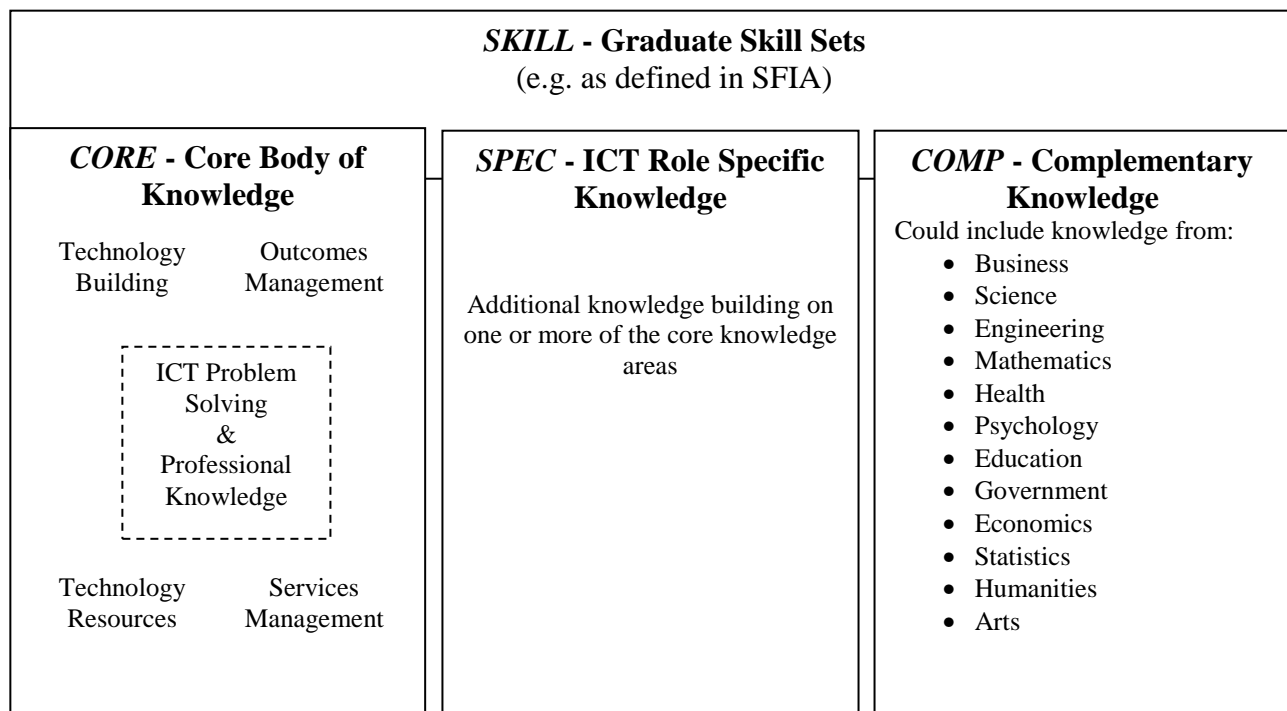 SKILL - Graduate Skill Sets
(e.g. as defined in SFIA)
CORE - Core Body of
Knowledge
Technology
Building
Outcomes
Management
ICT Problem
Solving
&
Professional
Knowledge
Technology
Resources
Services
Management
SPEC - ICT Role Specific
Knowledge
Additional knowledge building on
one or more of the core knowledge
areas
COMP - Complementary
Knowledge
Could include knowledge from:
• Business
• Science
• Engineering
• Mathematics
• Health
• Psychology
• Education
• Government
• Economics
• Statistics
• Humanities
• Arts